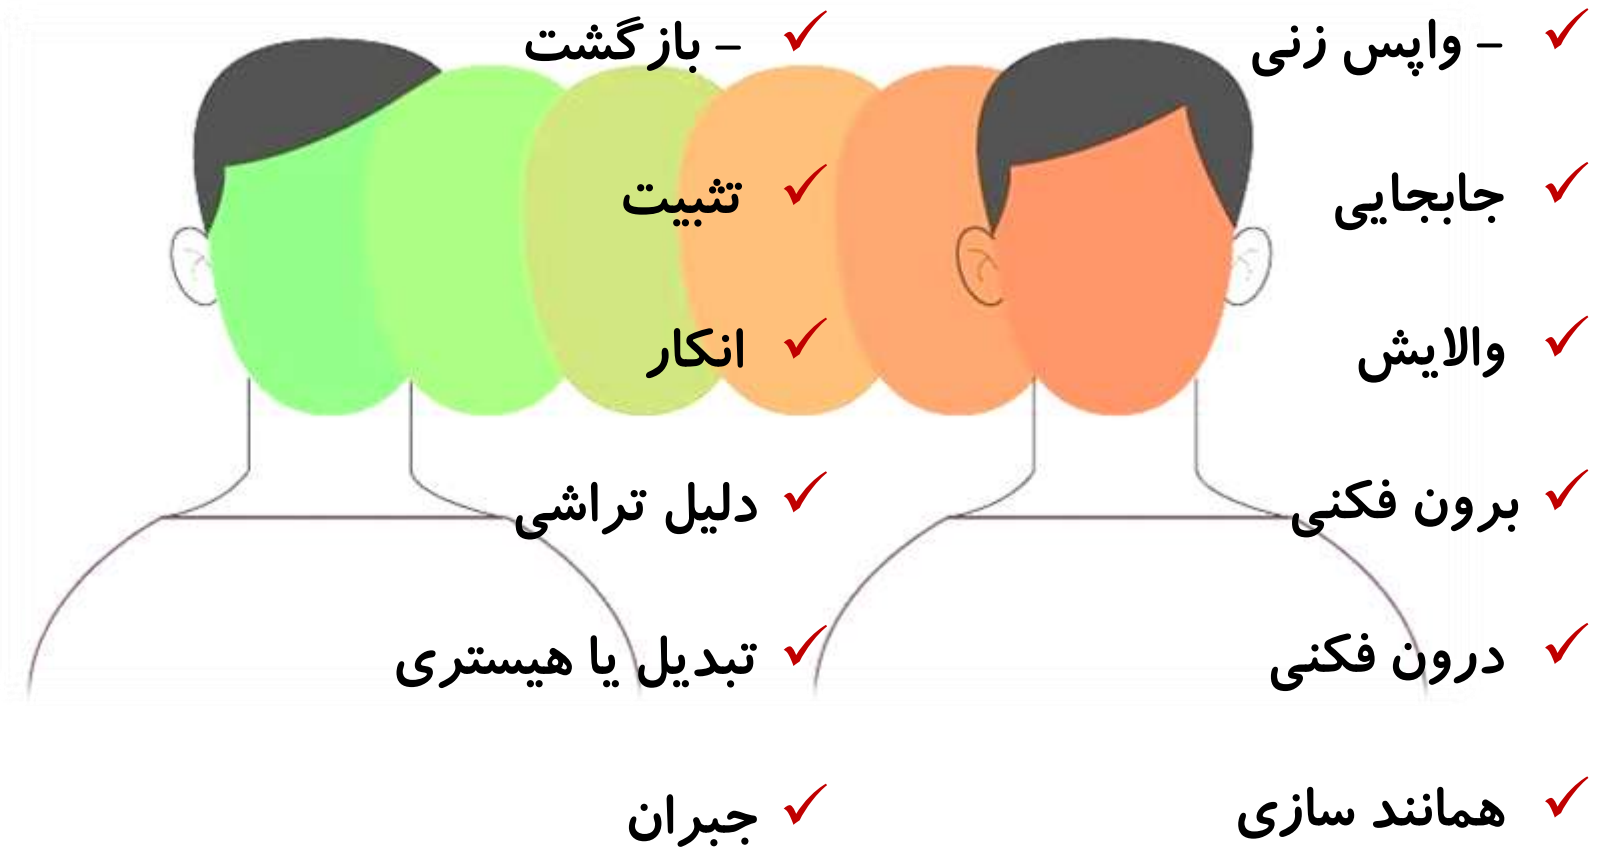 – واپس زنی
جابجایی
والایش
برون فکنی
درون فکنی
همانند سازی
– بازگشت
تثبیت
انکار
دلیل تراشی
تبدیل یا هیستری
جبران